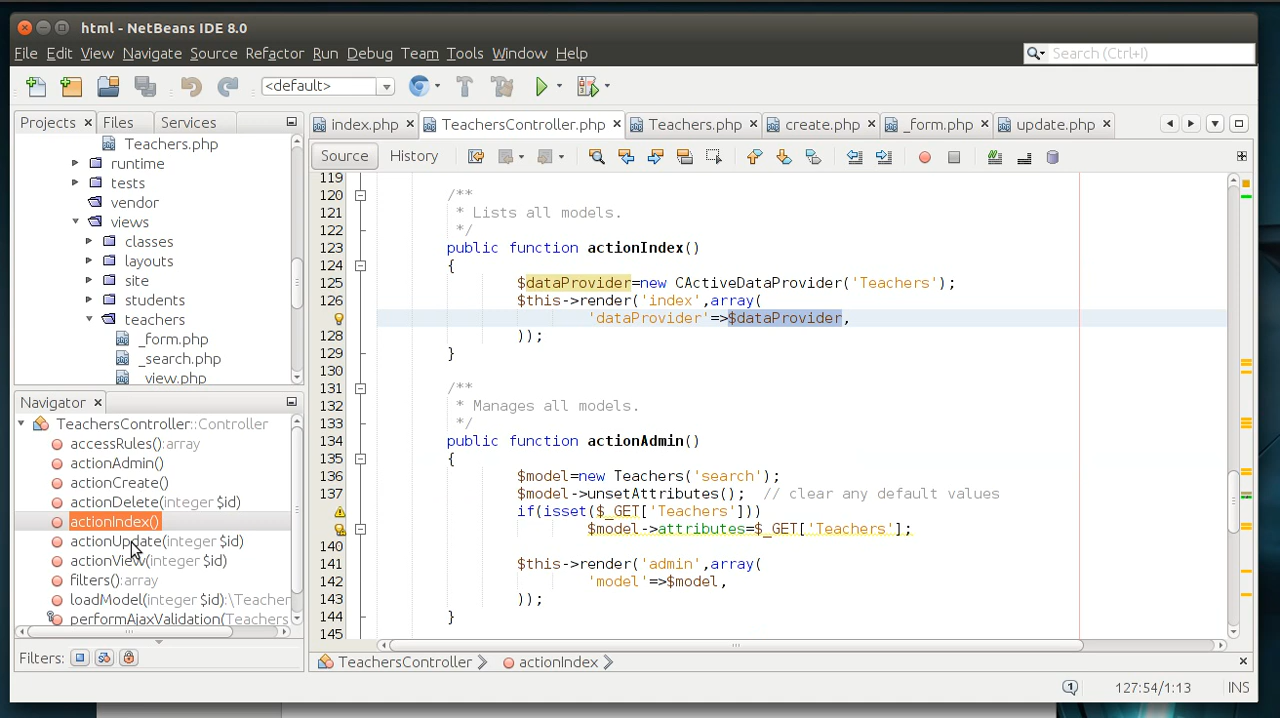 html - NetBeans IDE 8.0
File Edit View Navigate Source Refactor Run Debug Team Tools Window Help
Search (Ctrl+I)
<default>
Projects Files Services
Teachers.php
runtime
tests
vendor
views
classes
layouts
site
students
teachers
_form.php
_search.php
_view.php
Navigator
TeachersController::Controller
accessRules():array
actionAdmin()
actionCreate()
actionDelete(integer $id)
actionIndex()
actionUpdate(integer $id)
actionView(integer $id)
filters():array
loadModel(integer $id):\Teacher
performAjaxValidation(Teachers
Filters:
index.php TeachersController.php Teachers.php create.php _form.php update.php
Source History
119
120 /**
121 * Lists all models.
122 */
123 public function actionIndex()
124 {
125 $dataProvider=new CActiveDataProvider('Teachers');
126 $this->render('index',array(
'dataProvider'=>$dataProvider,
128 ));
129 }
130
131 /**
132 * Manages all models.
133 */
134 public function actionAdmin()
135 {
136 $model=new Teachers('search');
137 $model->unsetAttributes();  // clear any default values
if(isset($_GET['Teachers']))
$model->attributes=$_GET['Teachers'];
140
141 $this->render('admin',array(
142 'model'=>$model,
143 ));
144 }
145
TeachersController actionIndex
1 127:54/1:13 INS